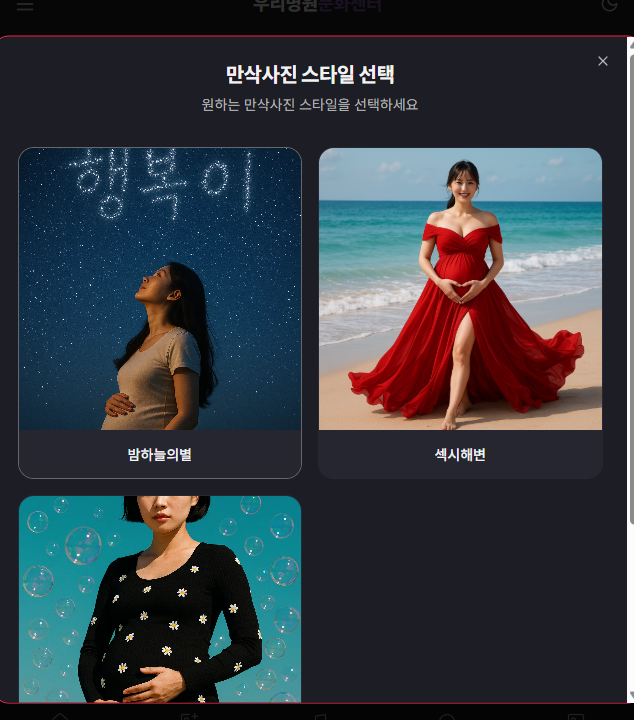 우리병원문화센터
만삭사진 스타일 선택
원하는 만삭사진 스타일을 선택하세요
행복이
밤하늘의별
섹시해변